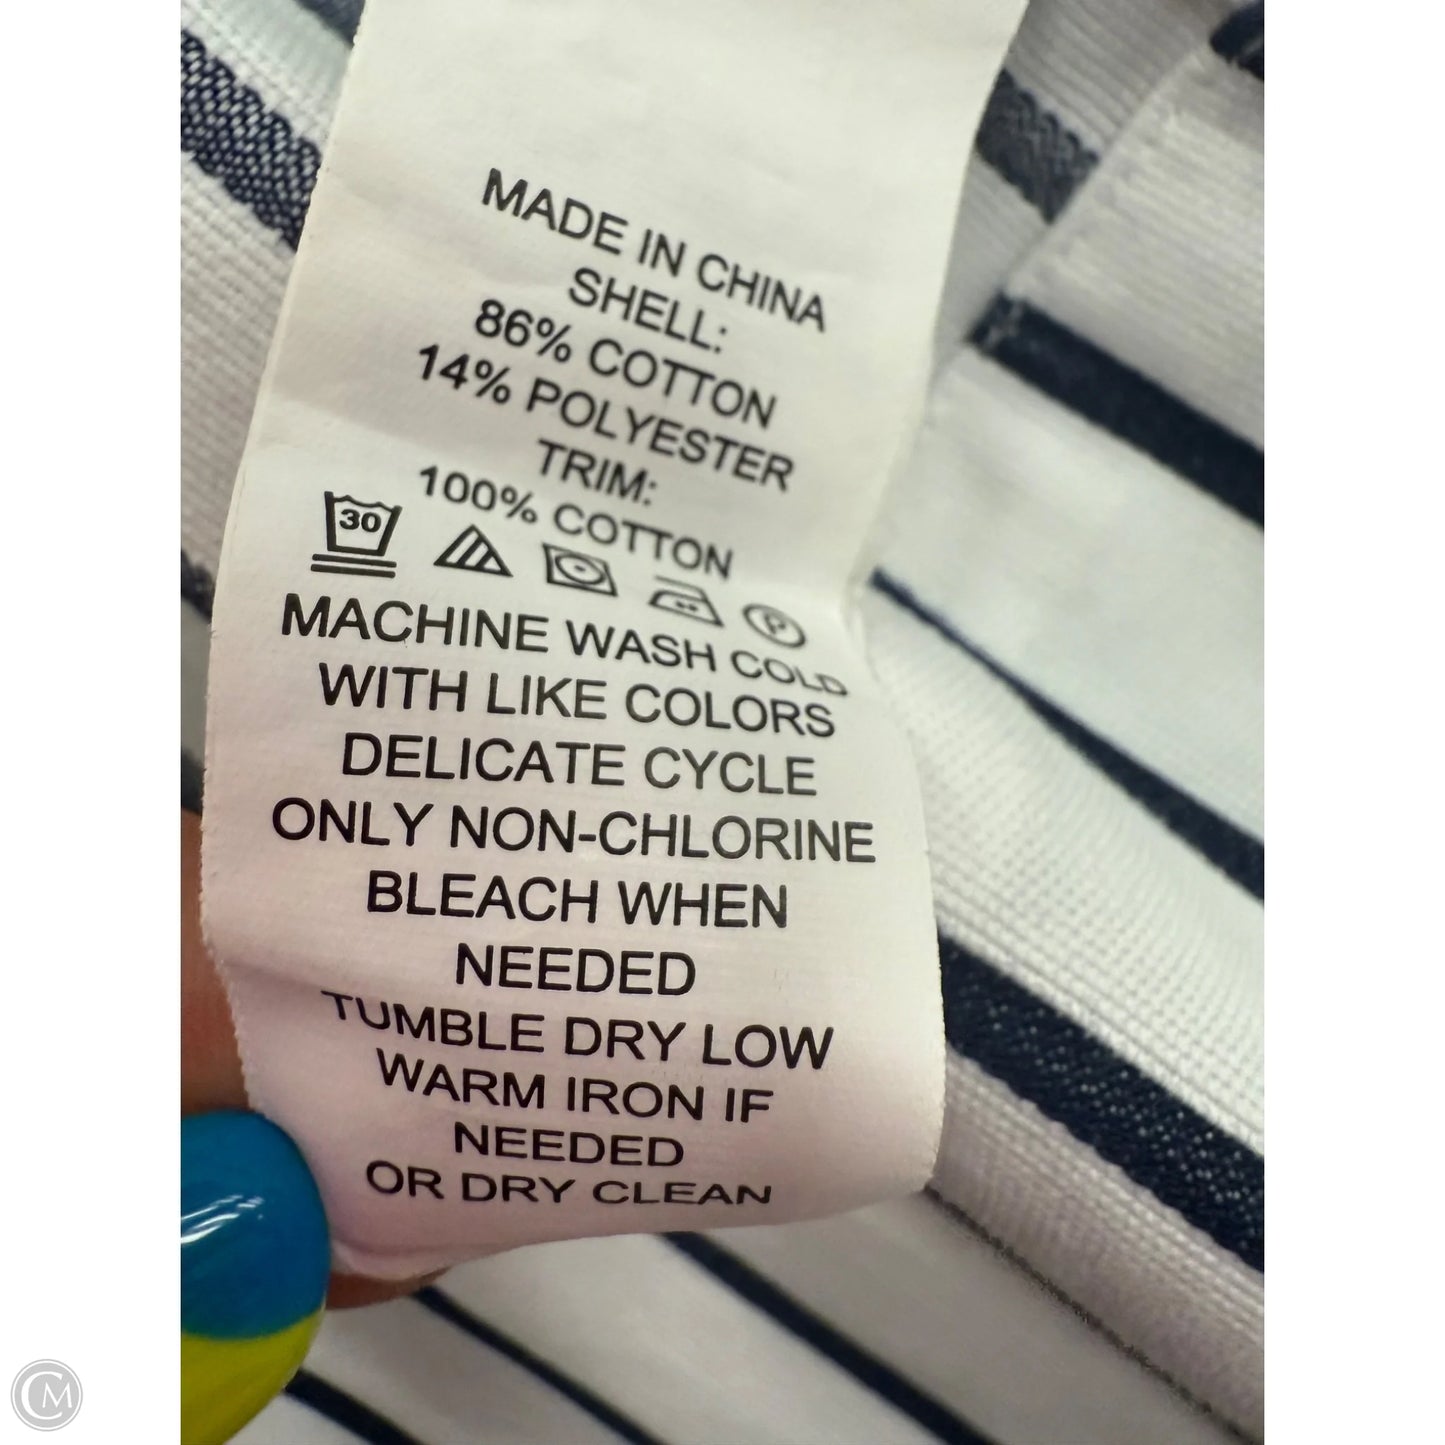 MADE IN CHINA
SHELL:
86% COTTON
14% POLYESTER
TRIM:
100% COTTON
30
P
MACHINE WASH COLD
WITH LIKE COLORS
DELICATE CYCLE
ONLY NON-CHLORINE
BLEACH WHEN
NEEDED
TUMBLE DRY LOW
WARM IRON IF
NEEDED
OR DRY CLEAN
CM